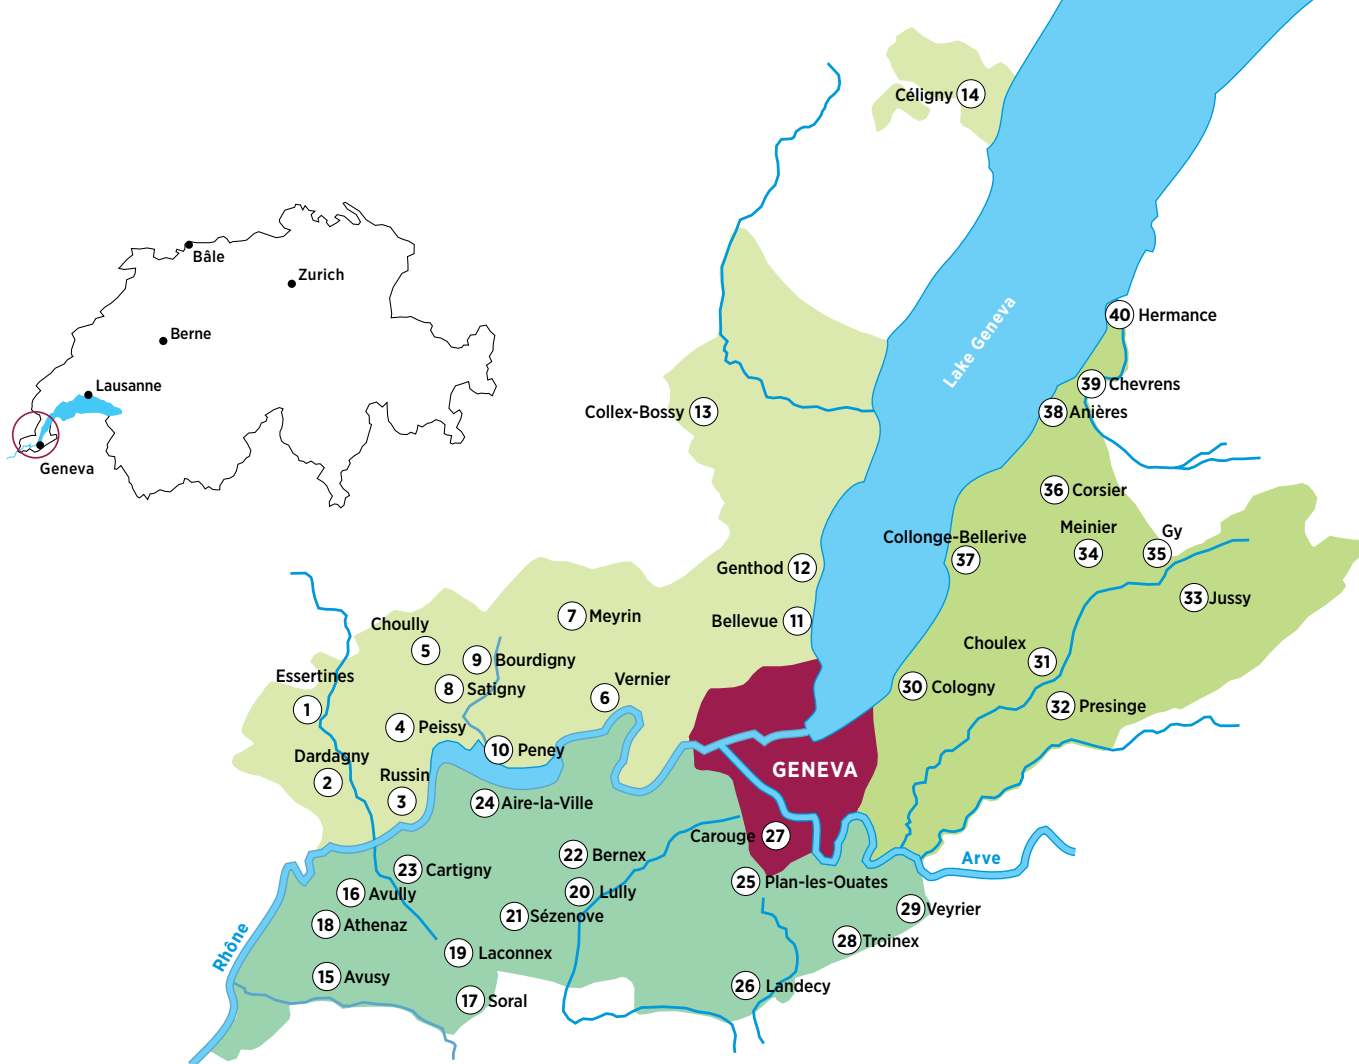 Céligny 14
Bâle
Zurich
Berne
Lausanne
Geneva
Lake Geneva
40 Hermance
39 Chevrens
38 Anières
Collex-Bossy 13
36 Corsier
Meinier
34
Gy
35
Collonge-Bellerive
37
33 Jussy
Genthod 12
Bellevue 11
7 Meyrin
Choully
5
9 Bourdigny
8 Satigny
Essertines
1
Vernier
6
4 Peissy
10 Peney
Dardagny
2
Russin
3
Choulex
31
30 Cologny
32 Presinge
GENEVA
24 Aire-la-Ville
Carouge 27
Arve
22 Bernex
23 Cartigny
25 Plan-les-Ouates
16 Avully
20 Lully
21 Sézenove
29 Veyrier
18 Athenaz
28 Troinex
Rhône
19 Laconnex
15 Avusy
26 Landecy
17 Soral